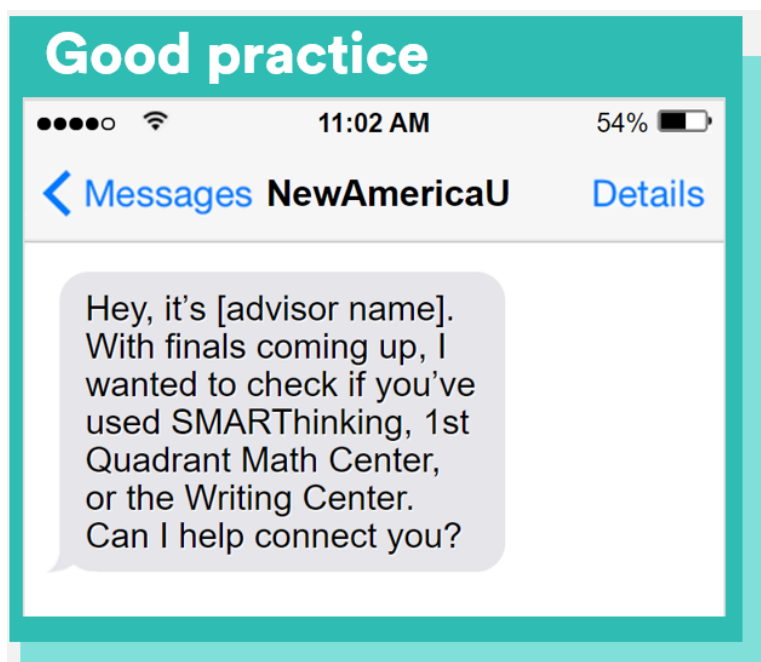 Good practice
11:02 AM 54%
Messages NewAmericaU Details
Hey, it’s [advisor name].
With finals coming up, I
wanted to check if you’ve
used SMARThinking, 1st
Quadrant Math Center,
or the Writing Center.
Can I help connect you?